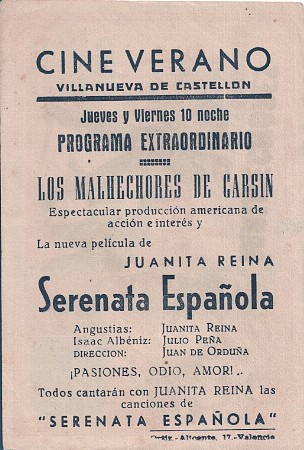 CINE VERANO
VILLANUEVA DE CASTELLON
Jueves y Viernes 10 noche
PROGRAMA EXTRAORDINARIO
LOS MALHECHORES DE CARSIN
Espectacular producción americana de
acción e interés y
La nueva película de
JUANITA REINA
Serenata Española
Angustias: JUANITA REINA
Isaac Albéniz: JULIO PEÑA
DIRECCION: JUAN DE ORDUÑA
¡PASIONES, ODIO, AMOR!..
Todos cantarán con JUANITA REINA las
canciones de
"SERENATA ESPAÑOLA"
- Alicante, 17.-Valencia